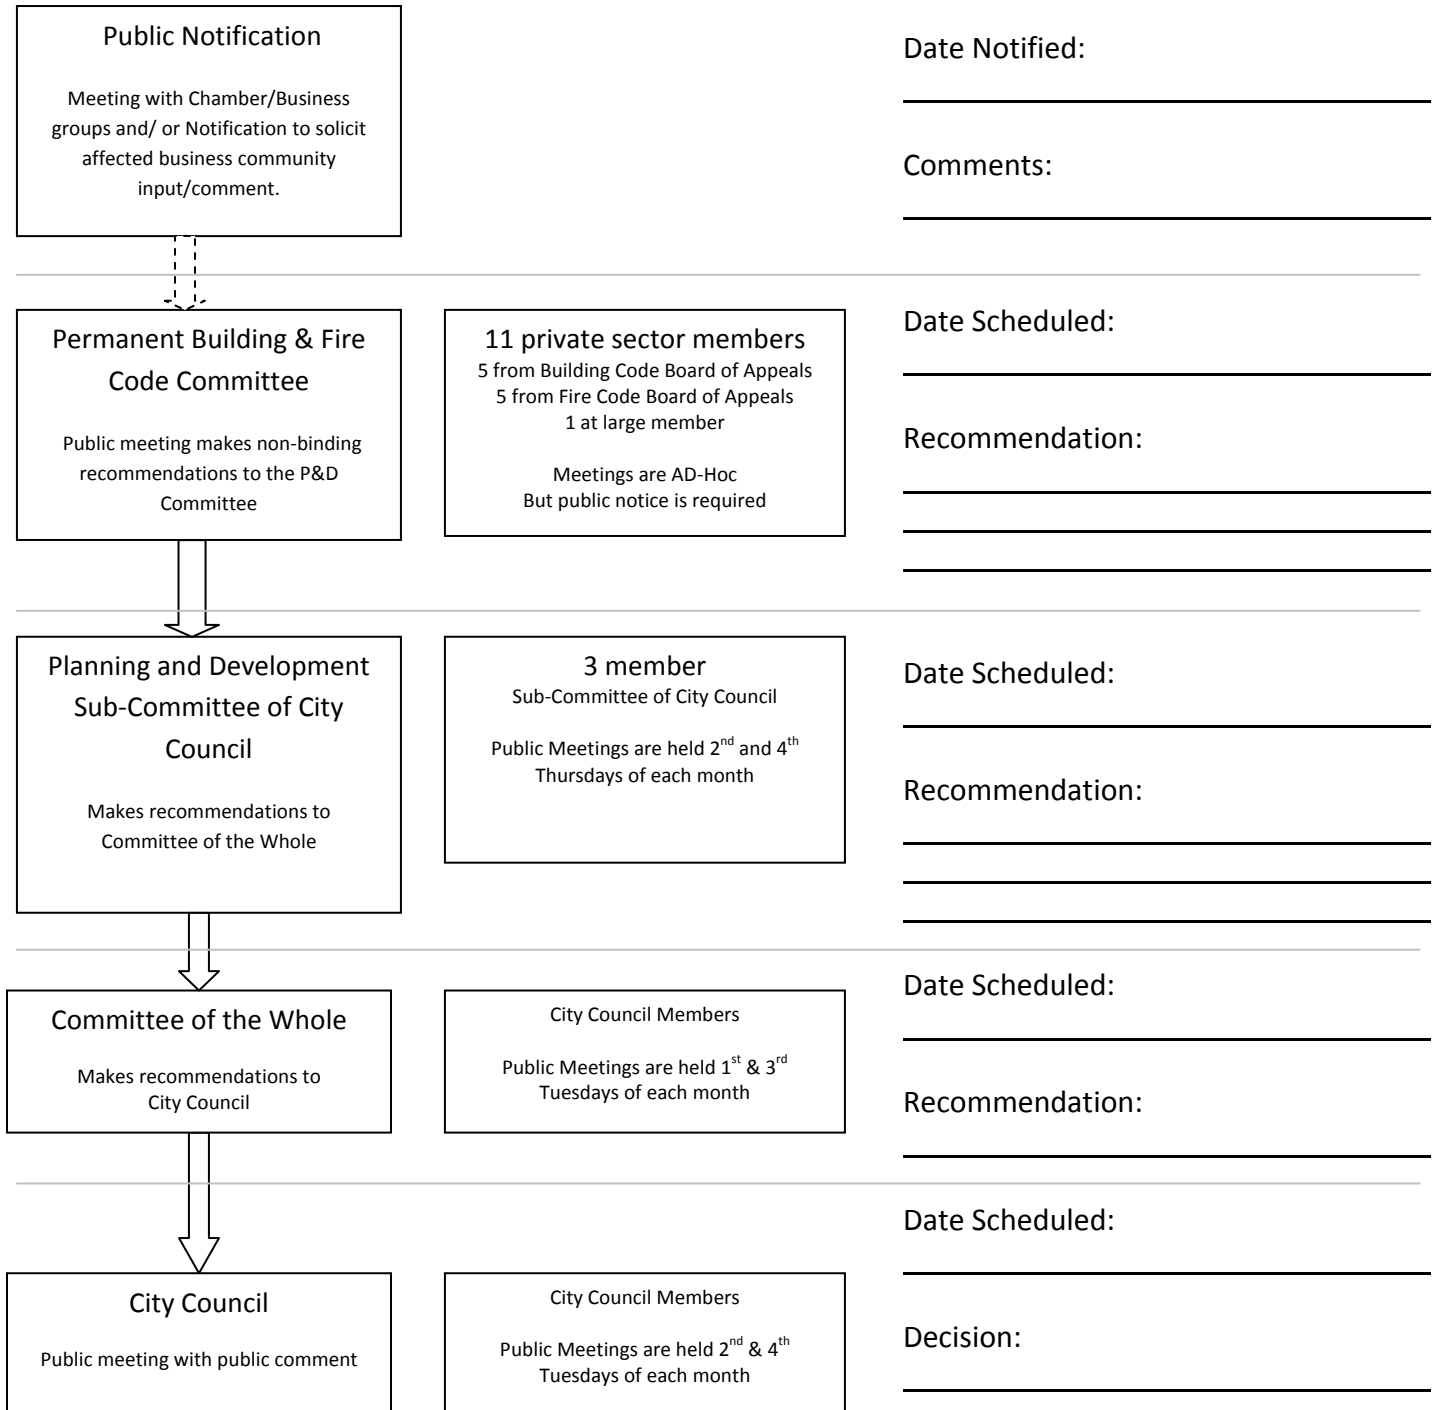 Public Notification
Meeting with Chamber/Business
groups and/ or Notification to solicit
affected business community
input/comment.
Date Notified:
Comments:
Permanent Building & Fire
Code Committee
Public meeting makes non-binding
recommendations to the P&D
Committee
11 private sector members
5 from Building Code Board of Appeals
5 from Fire Code Board of Appeals
1 at large member
Meetings are AD-Hoc
But public notice is required
Date Scheduled:
Recommendation:
Planning and Development
Sub-Committee of City
Council
Makes recommendations to
Committee of the Whole
3 member
Sub-Committee of City Council
Public Meetings are held 2nd and 4th
Thursdays of each month
Date Scheduled:
Recommendation:
Committee of the Whole
Makes recommendations to
City Council
City Council Members
Public Meetings are held 1st & 3rd
Tuesdays of each month
Date Scheduled:
Recommendation:
City Council
Public meeting with public comment
City Council Members
Public Meetings are held 2nd & 4th
Tuesdays of each month
Date Scheduled:
Decision: